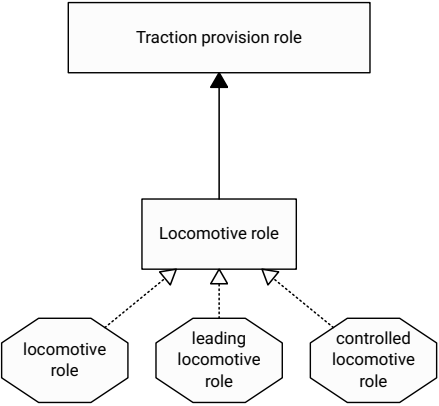 Traction provision role
Locomotive role
locomotive
role
leading
locomotive
role
controlled
locomotive
role